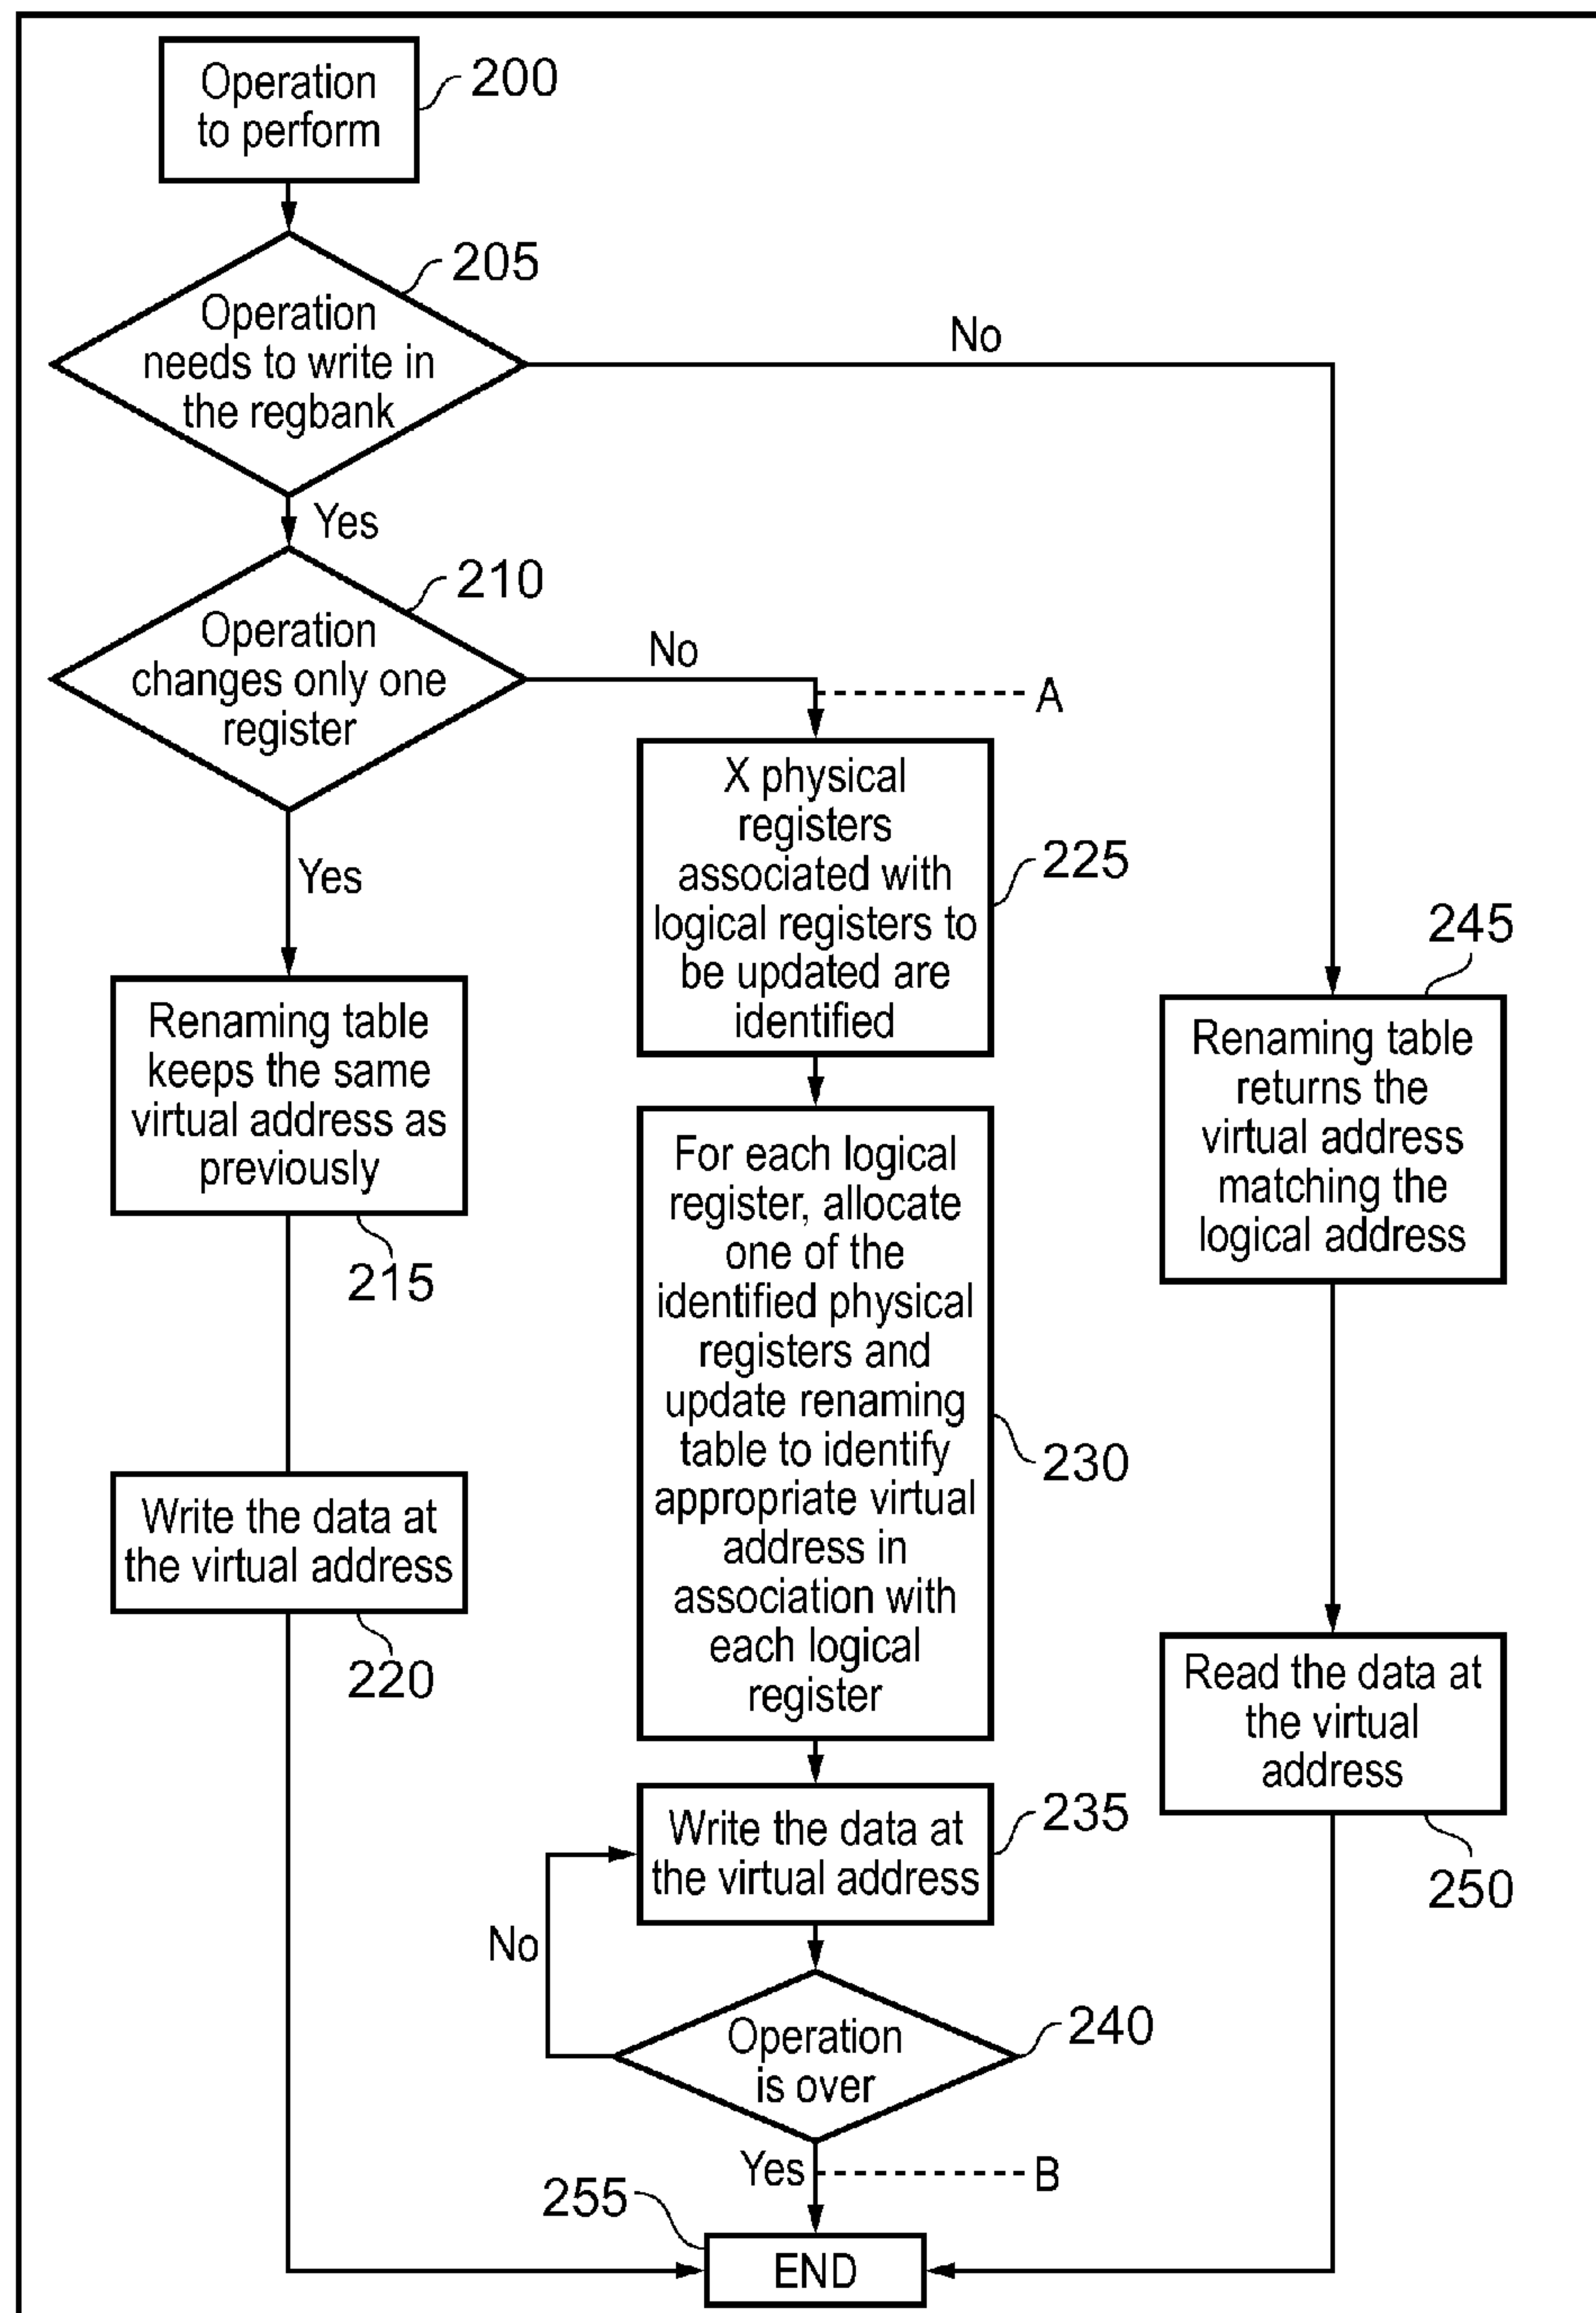 Operation
to perform
200
205
Operation
needs to write in
the regbank
No
Yes
210
Operation
changes only one
register
No
A
Yes
X physical
registers
associated with
logical registers to
be updated are
identified
225
245
Renaming table
keeps the same
virtual address as
previously
215
Renaming table
returns the
virtual address
matching the
logical address
For each logical
register, allocate
one of the
identified physical
registers and
update renaming
table to identify
appropriate virtual
address in
association with
each logical
register
230
Write the data at
the virtual address
220
Read the data at
the virtual
address
250
Write the data at
the virtual address
235
No
Operation
is over
240
Yes
B
255
END